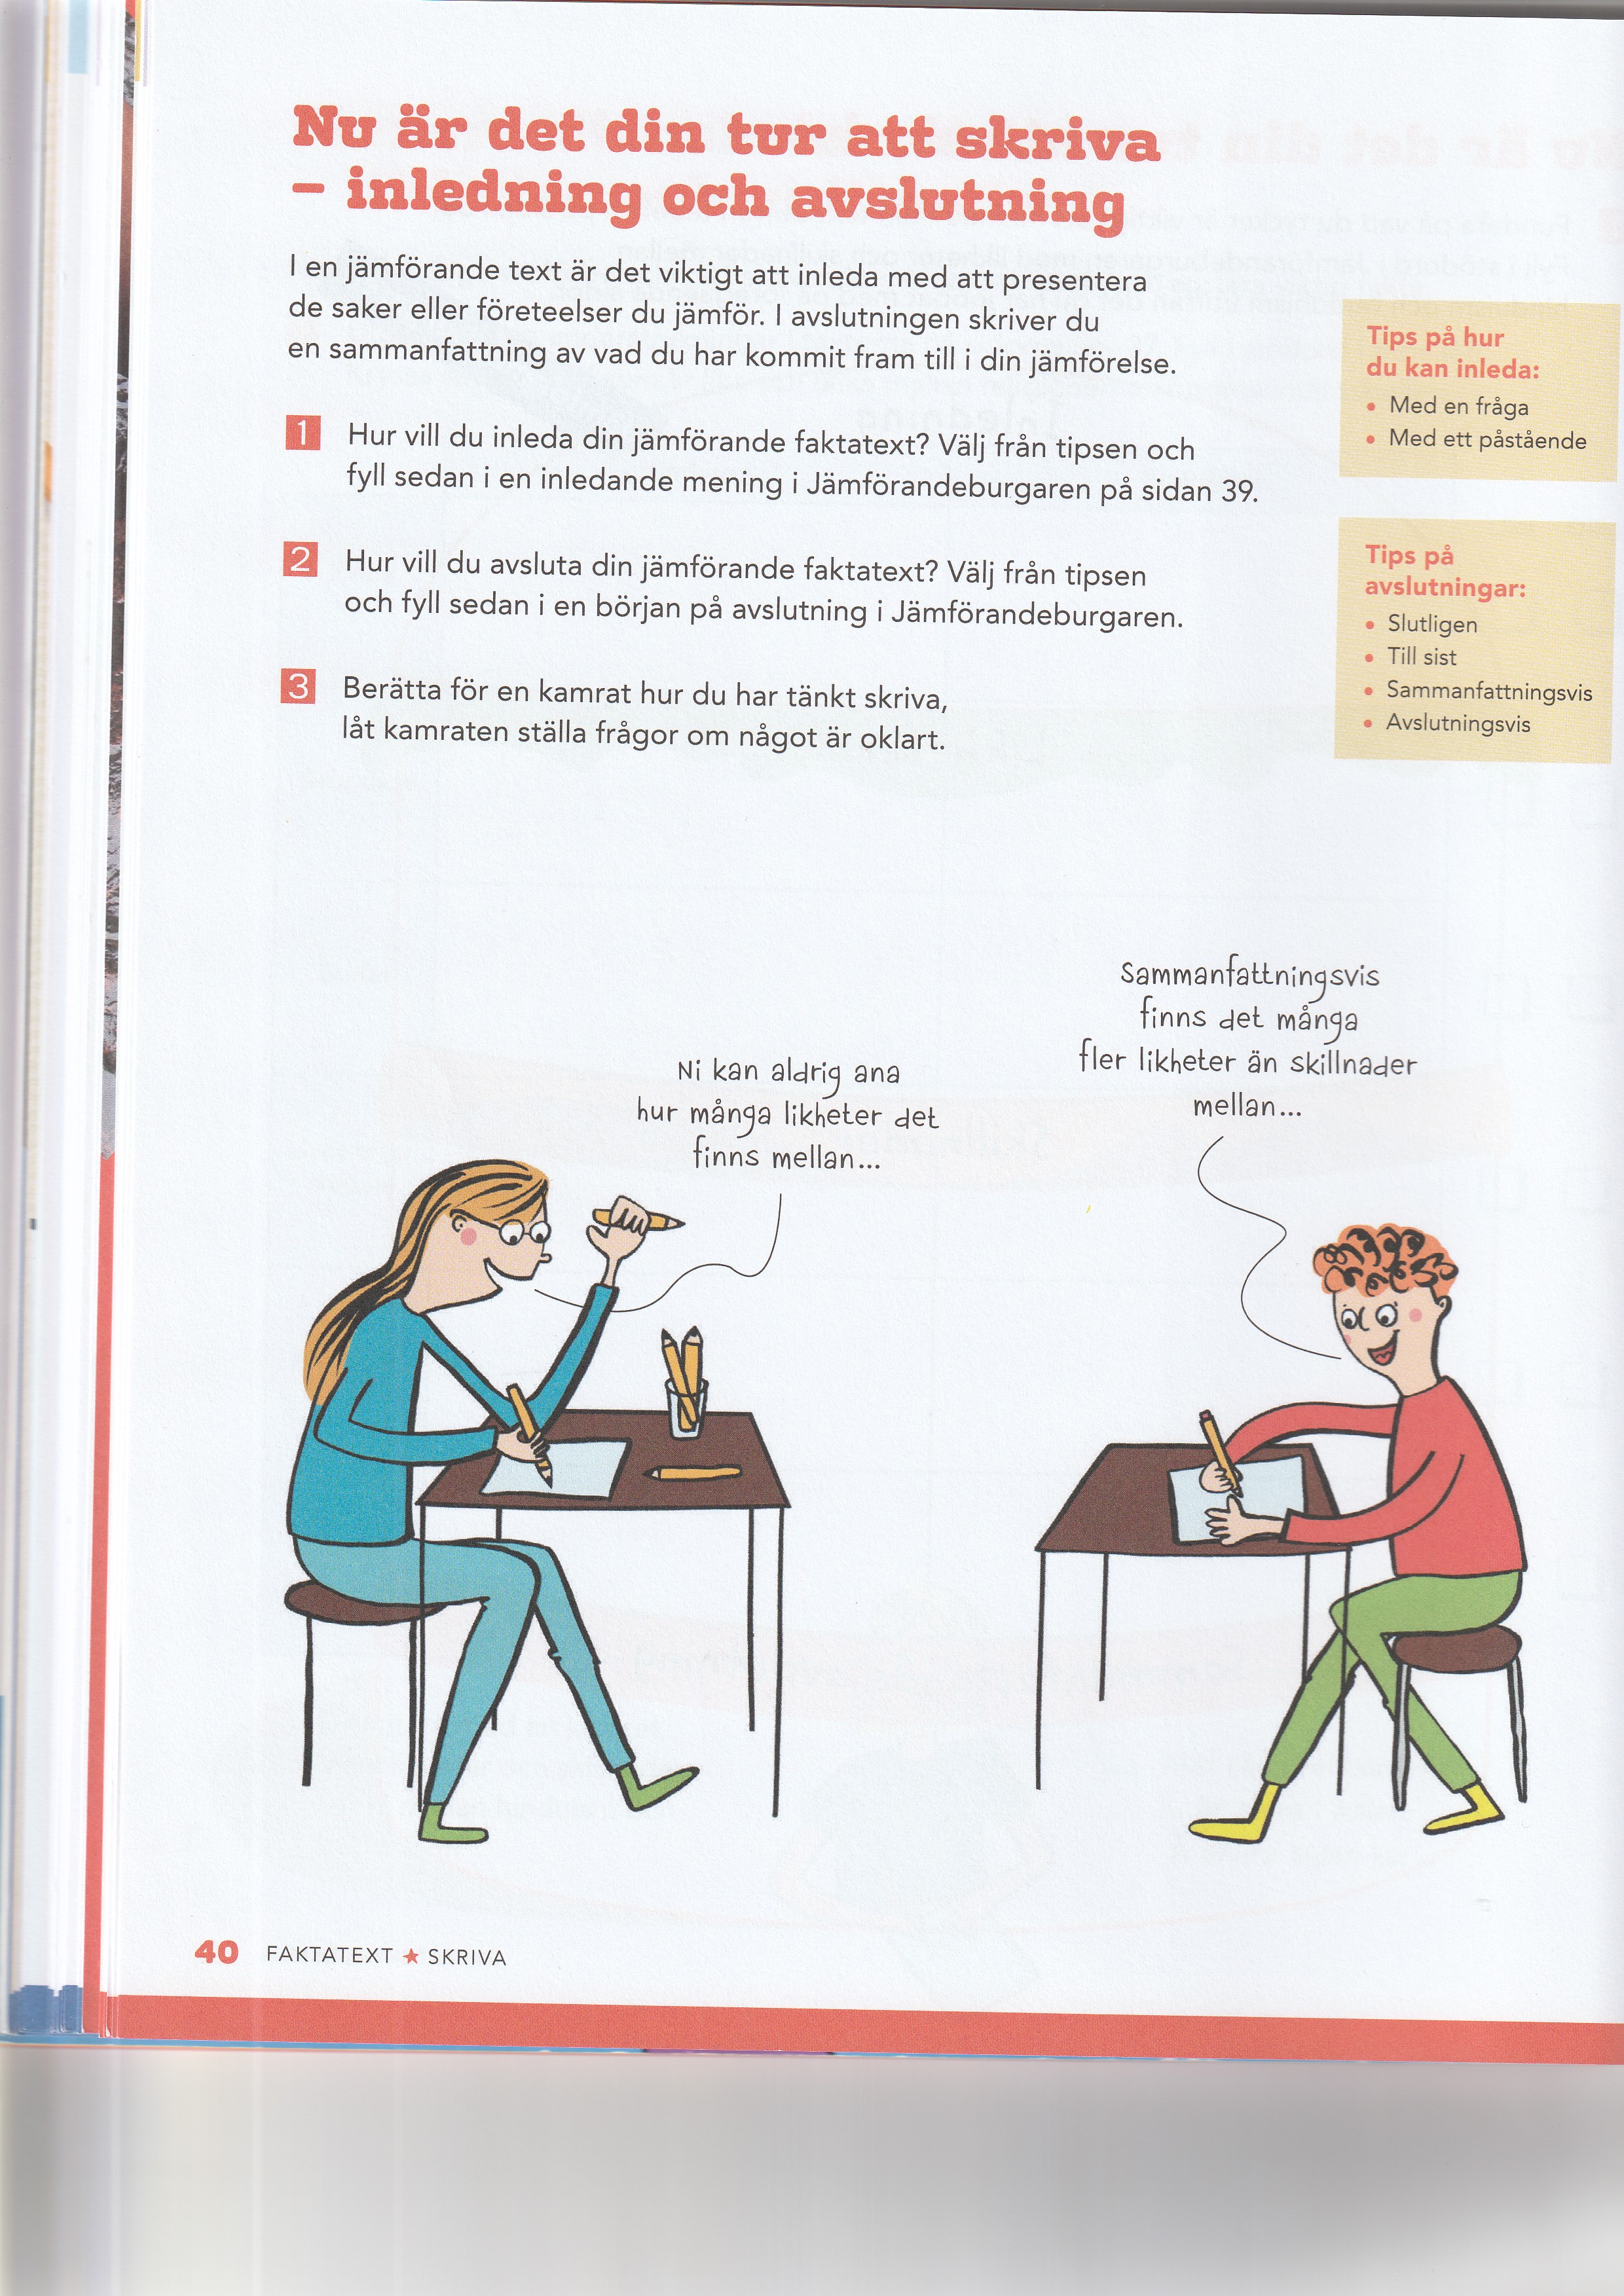 Nu är det din tur att skriva
– inledning och avslutning
I en jämförande text är det viktigt att inleda med att presentera
de saker eller företeelser du jämför. I avslutningen skriver du
en sammanfattning av vad du har kommit fram till i din jämförelse.
1 Hur vill du inleda din jämförande faktatext? Välj från tipsen och
fyll sedan i en inledande mening i Jämförandeburgaren på sidan 39.
2 Hur vill du avsluta din jämförande faktatext? Välj från tipsen
och fyll sedan i en början på avslutning i Jämförandeburgaren.
3 Berätta för en kamrat hur du har tänkt skriva,
låt kamraten ställa frågor om något är oklart.
Tips på hur
du kan inleda:
• Med en fråga
• Med ett påstående
Tips på
avslutningar:
• Slutligen
• Till sist
• Sammanfattningsvis
• Avslutningsvis
Ni kan aldrig ana
hur många likheter det
finns mellan...
Sammanfattningsvis
finns det många
fler likheter än skillnader
mellan...
40 FAKTATEXT ★ SKRIVA